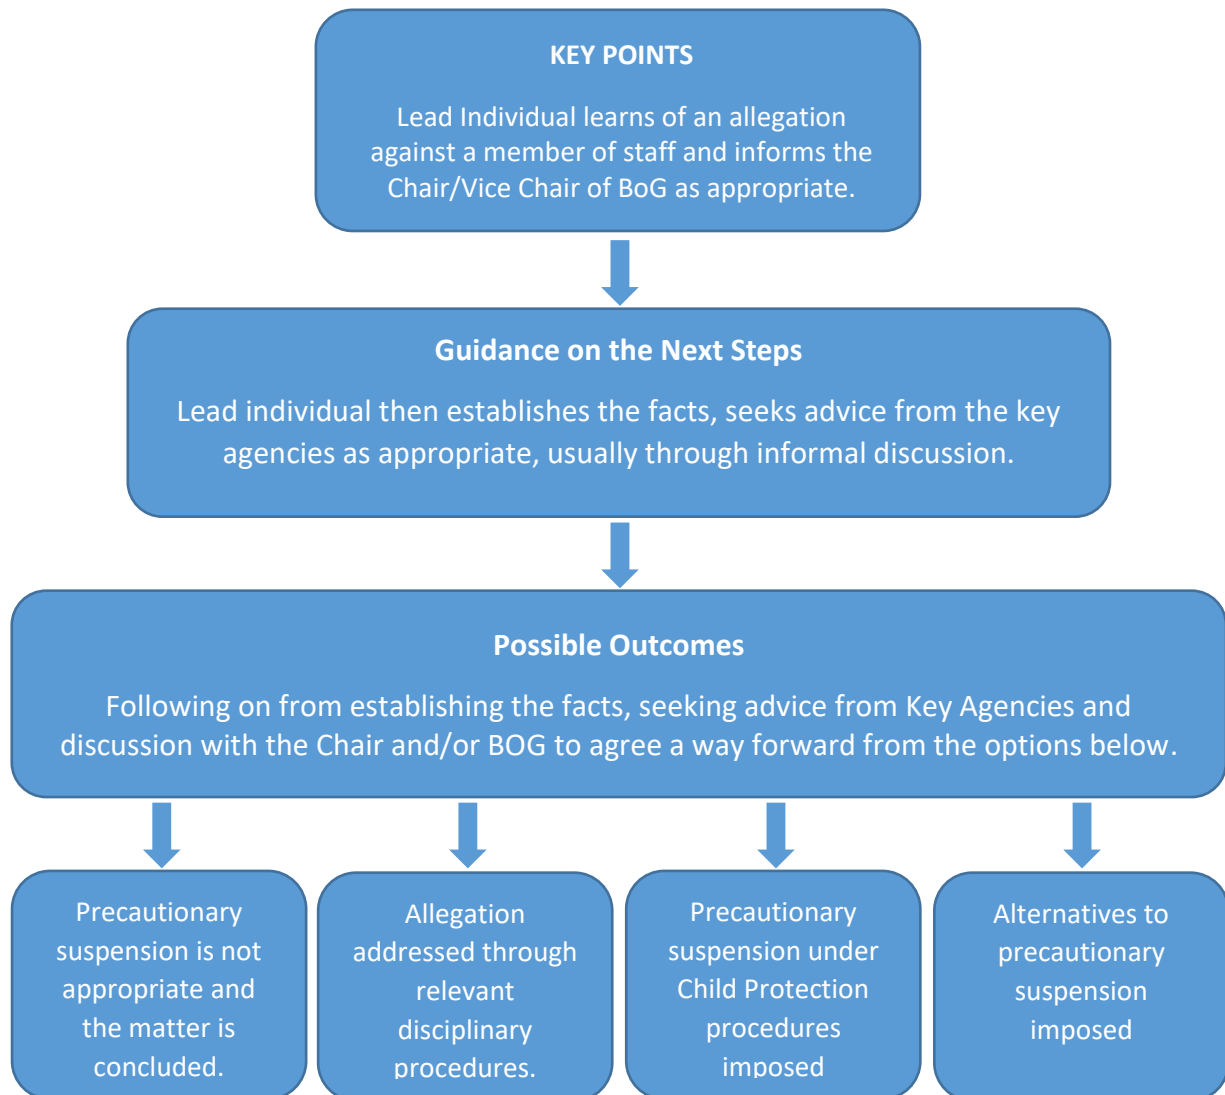 KEY POINTS
Lead Individual learns of an allegation
against a member of staff and informs the
Chair/Vice Chair of BoG as appropriate.
Guidance on the Next Steps
Lead individual then establishes the facts, seeks advice from the key
agencies as appropriate, usually through informal discussion.
Possible Outcomes
Following on from establishing the facts, seeking advice from Key Agencies and
discussion with the Chair and/or BOG to agree a way forward from the options below.
Precautionary
suspension is not
appropriate and
the matter is
concluded.
Allegation
addressed through
relevant
disciplinary
procedures.
Precautionary
suspension under
Child Protection
procedures
imposed
Alternatives to
precautionary
suspension
imposed